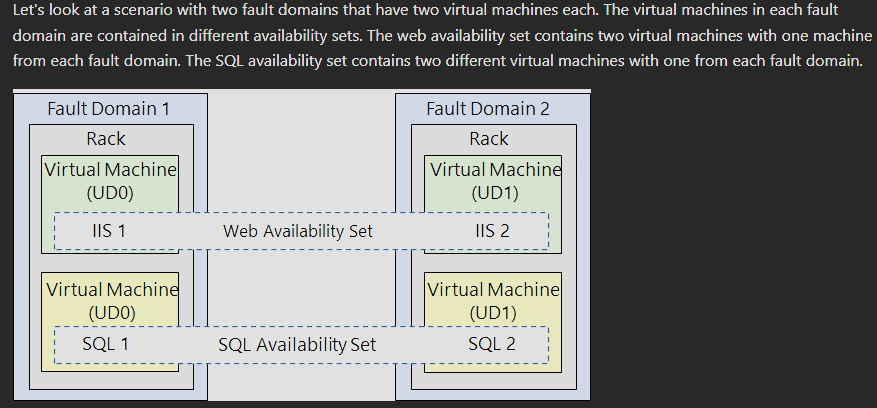 Let's look at a scenario with two fault domains that have two virtual machines each. The virtual machines in each fault
domain are contained in different availability sets. The web availability set contains two virtual machines with one machine
from each fault domain. The SQL availability set contains two different virtual machines with one from each fault domain.
Fault Domain 1
Fault Domain 2
Rack
Rack
Virtual Machine
(UD0)
Virtual Machine
(UD1)
IIS 1
Web Availability Set
IIS 2
Virtual Machine
(UD0)
Virtual Machine
(UD1)
SQL 1
SQL Availability Set
SQL 2